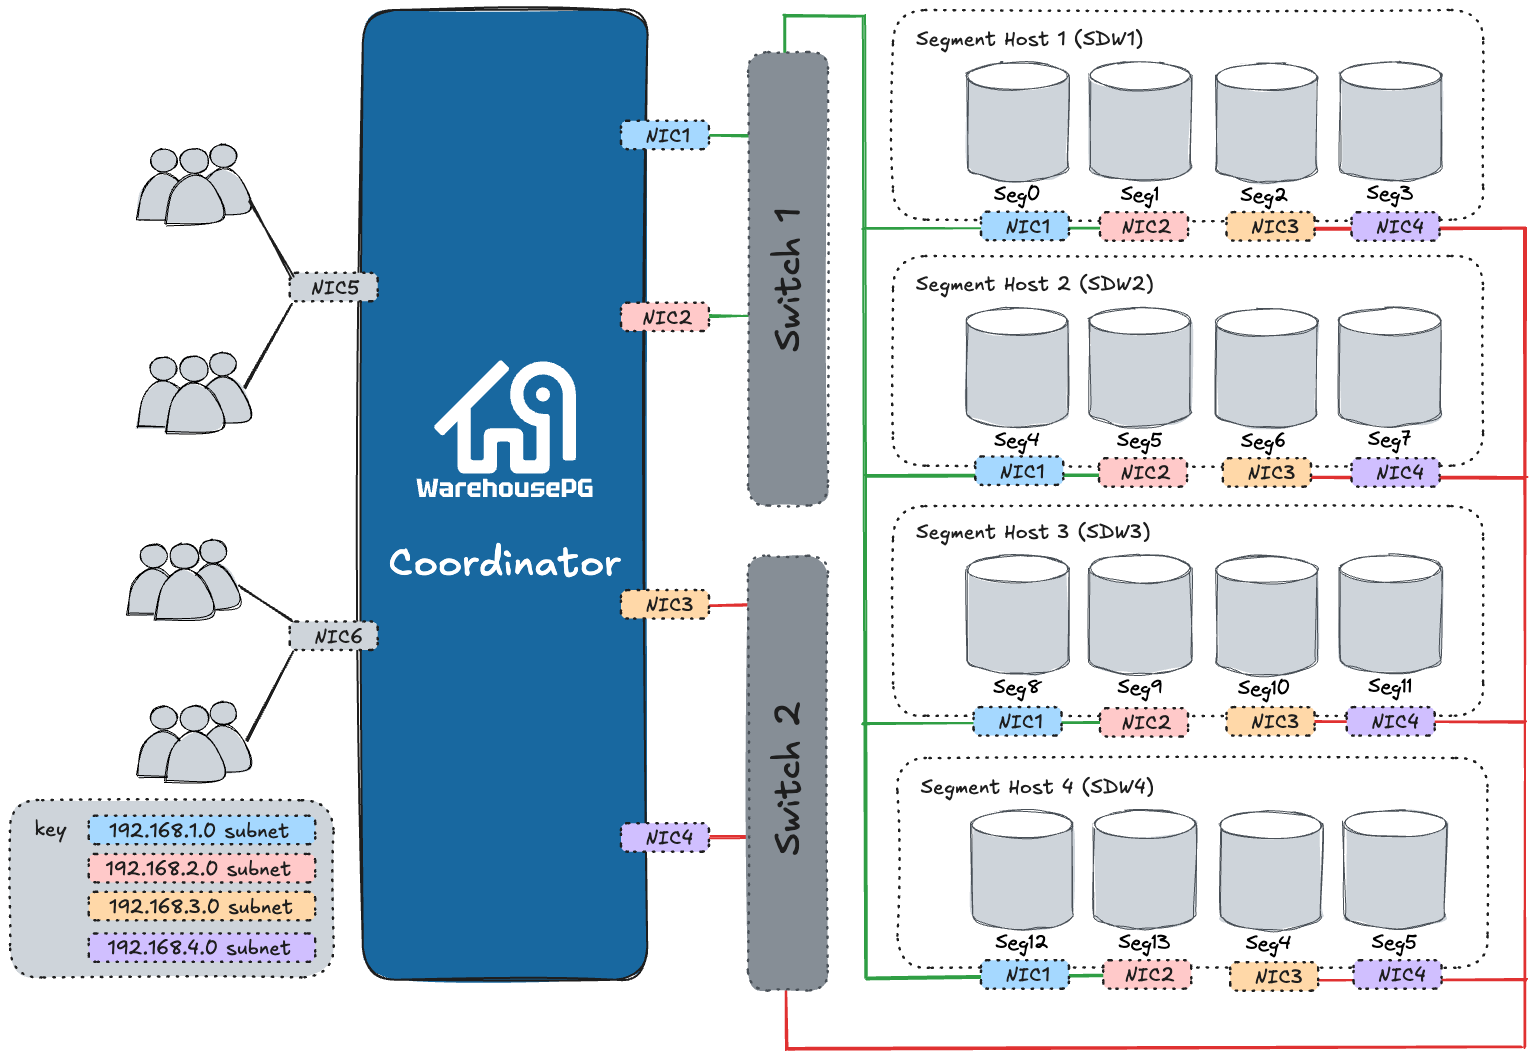 NIC5
NIC6
key
192.168.1.0 subnet
192.168.2.0 subnet
192.168.3.0 subnet
192.168.4.0 subnet
WarehousePG
Coordinator
NIC1
NIC2
NIC3
NIC4
Switch 1
Switch 2
Segment Host 1 (SDW1)
Seg0 Seg1 Seg2 Seg3
NIC1 NIC2 NIC3 NIC4
Segment Host 2 (SDW2)
Seg4 Seg5 Seg6 Seg7
NIC1 NIC2 NIC3 NIC4
Segment Host 3 (SDW3)
Seg8 Seg9 Seg10 Seg11
NIC1 NIC2 NIC3 NIC4
Segment Host 4 (SDW4)
Seg12 Seg13 Seg4 Seg5
NIC1 NIC2 NIC3 NIC4